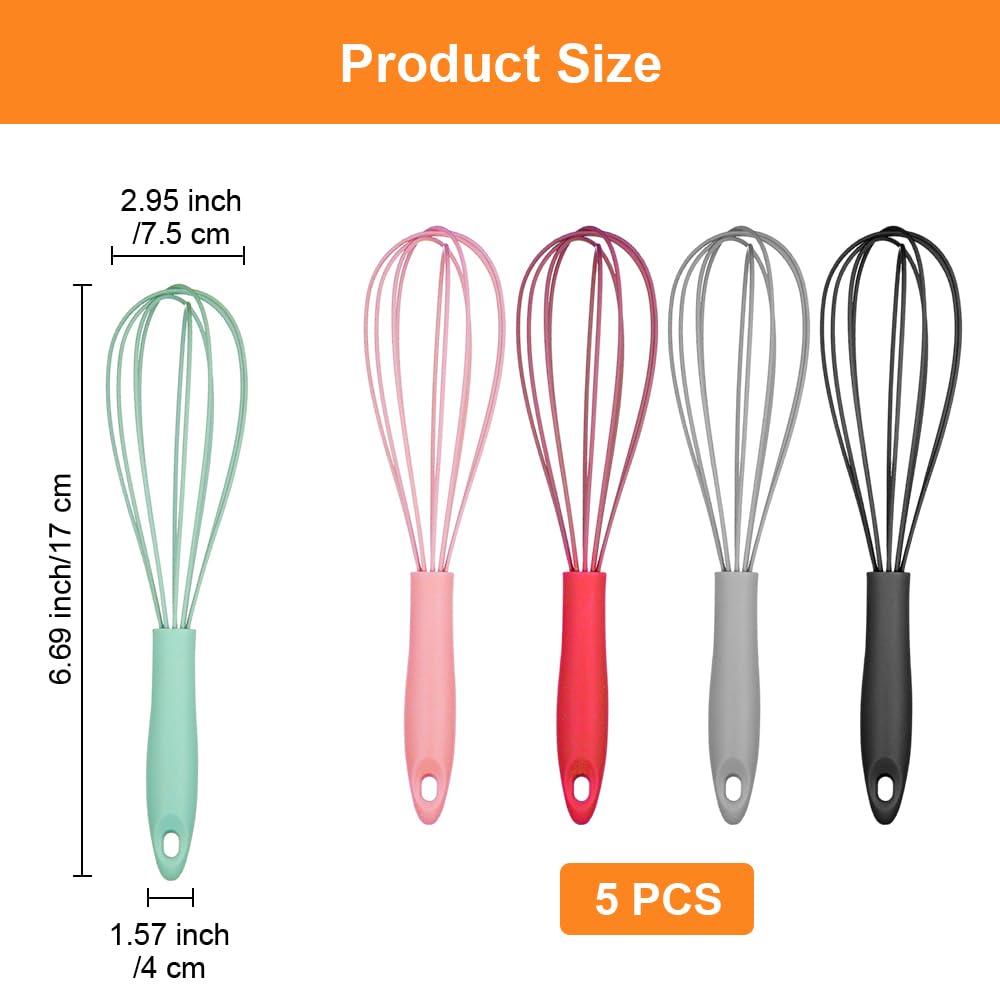 Product Size
2.95 inch
/7.5 cm
6.69 inch/17 cm
1.57 inch
/4 cm
5 PCS